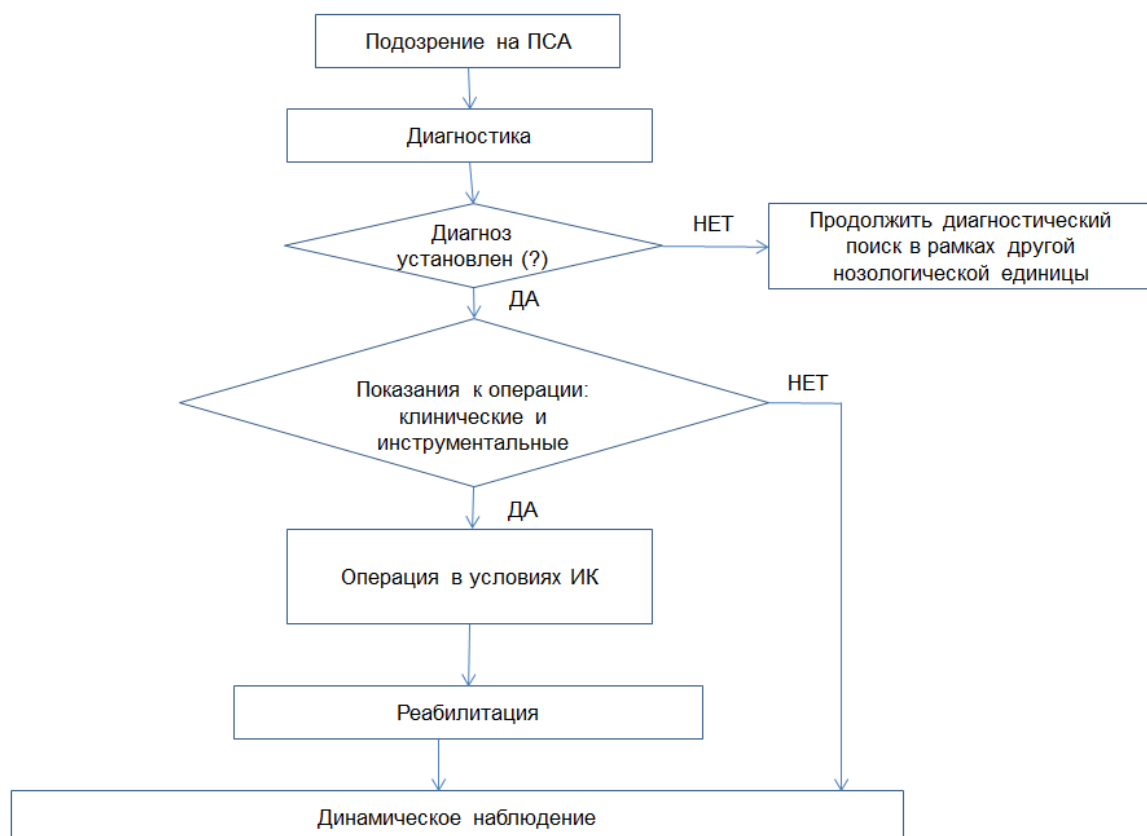 Подозрение на ПСА
Диагностика
Диагноз
установлен (?)
НЕТ
Продолжить диагностический
поиск в рамках другой
нозологической единицы
ДА
Показания к операции:
клинические и
инструментальные
НЕТ
ДА
Операция в условиях ИК
Реабилитация
Динамическое наблюдение